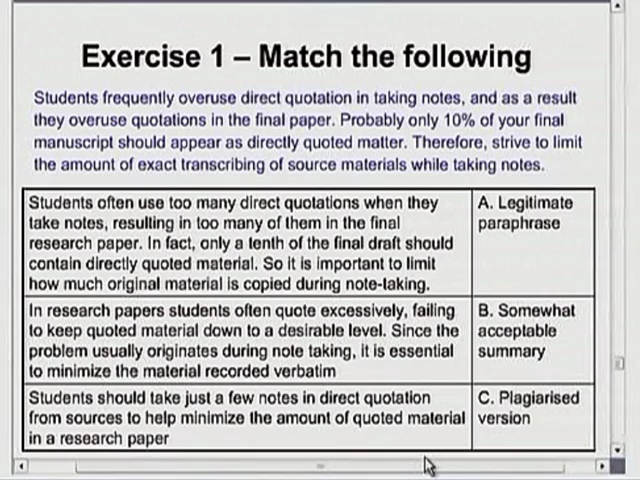 Exercise 1 – Match the following
Students frequently overuse direct quotation in taking notes, and as a result
they overuse quotations in the final paper. Probably only 10% of your final
manuscript should appear as directly quoted matter. Therefore, strive to limit
the amount of exact transcribing of source materials while taking notes.
Students often use too many direct quotations when they
take notes, resulting in too many of them in the final
research paper. In fact, only a tenth of the final draft should
contain directly quoted material. So it is important to limit
how much original material is copied during note-taking.
A. Legitimate
paraphrase
In research papers students often quote excessively, failing
to keep quoted material down to a desirable level. Since the
problem usually originates during note taking, it is essential
to minimize the material recorded verbatim
B. Somewhat
acceptable
summary
Students should take just a few notes in direct quotation
from sources to help minimize the amount of quoted material
in a research paper
C. Plagiarised
version